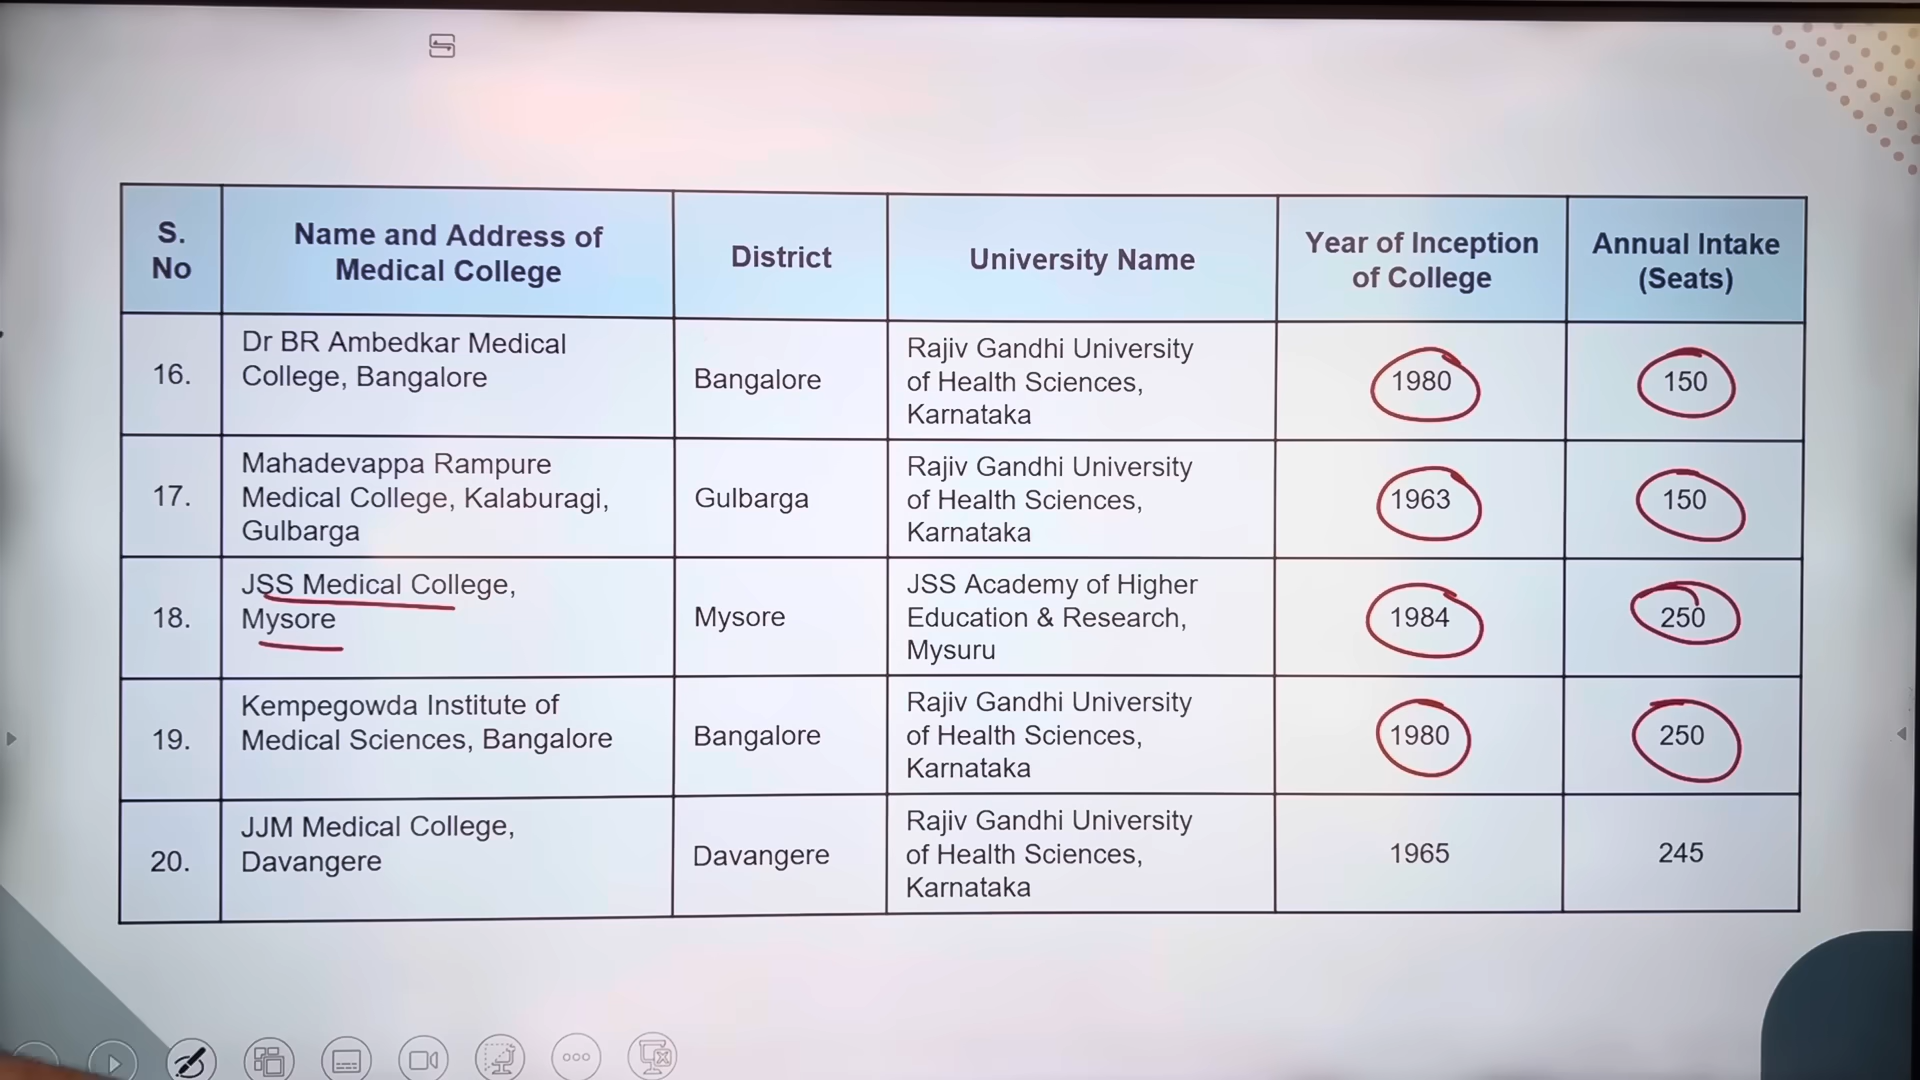 S.
No
Name and Address of
Medical College
District
University Name
Year of Inception
of College
Annual Intake
(Seats)
16.
Dr BR Ambedkar Medical
College, Bangalore
Bangalore
Rajiv Gandhi University
of Health Sciences,
Karnataka
1980
150
17.
Mahadevappa Rampure
Medical College, Kalaburagi,
Gulbarga
Gulbarga
Rajiv Gandhi University
of Health Sciences,
Karnataka
1963
150
18.
JSS Medical College,
Mysore
Mysore
JSS Academy of Higher
Education & Research,
Mysuru
1984
250
19.
Kempegowda Institute of
Medical Sciences, Bangalore
Bangalore
Rajiv Gandhi University
of Health Sciences,
Karnataka
1980
250
20.
JJM Medical College,
Davangere
Davangere
Rajiv Gandhi University
of Health Sciences,
Karnataka
1965
245